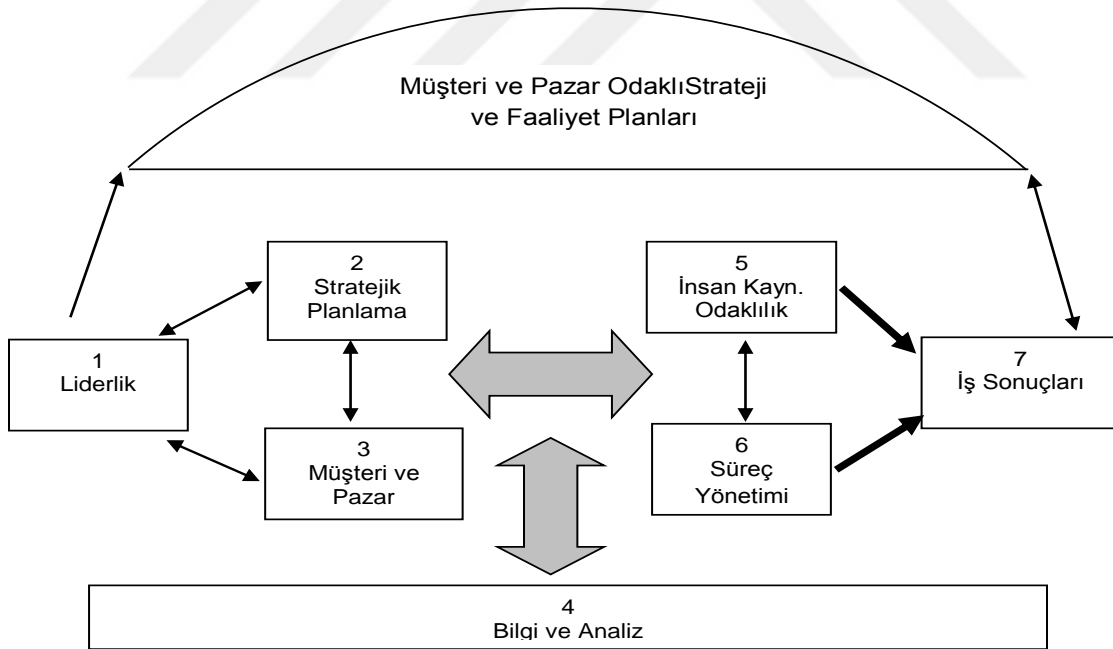 Müşteri ve Pazar OdaklıStrateji
ve Faaliyet Planları
1
Liderlik
2
Stratejik
Planlama
3
Müşteri ve
Pazar
5
İnsan Kayn.
Odaklılık
6
Süreç
Yönetimi
7
İş Sonuçları
4
Bilgi ve Analiz